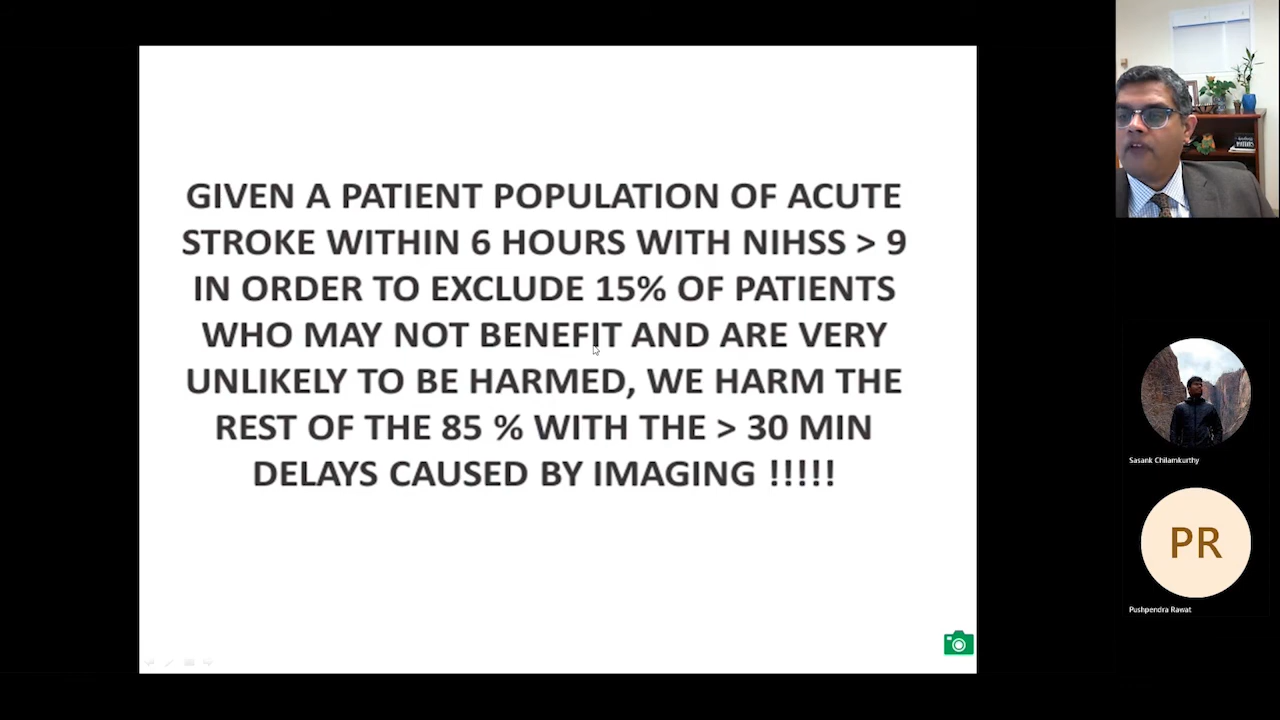 GIVEN A PATIENT POPULATION OF ACUTE
STROKE WITHIN 6 HOURS WITH NIHSS > 9
IN ORDER TO EXCLUDE 15% OF PATIENTS
WHO MAY NOT BENEFIT AND ARE VERY
UNLIKELY TO BE HARMED, WE HARM THE
REST OF THE 85 % WITH THE > 30 MIN
DELAYS CAUSED BY IMAGING !!!!!
Sasank Chilamkurthy
PR
Pushpendra Rawat